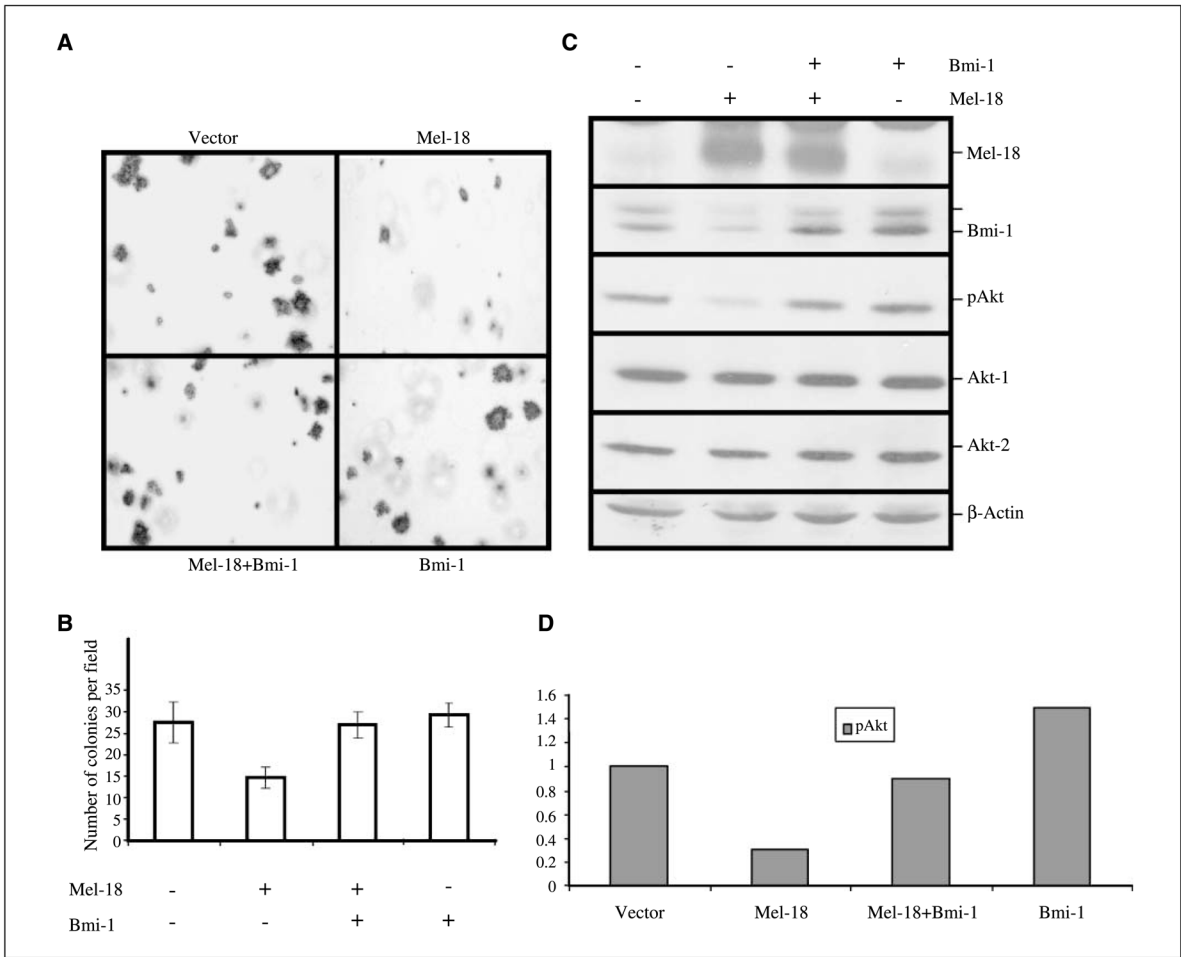 A
Vector Mel-18
Mel-18+Bmi-1 Bmi-1
C
- - + + Bmi-1
- + + - Mel-18
Mel-18
Bmi-1
pAkt
Akt-1
Akt-2
β-Actin
B
Number of colonies per field
35
30
25
20
15
10
5
0
Mel-18 - + + -
Bmi-1 - - + +
D
1.6
1.4
1.2
1
0.8
0.6
0.4
0.2
0
pAkt
Vector Mel-18 Mel-18+Bmi-1 Bmi-1